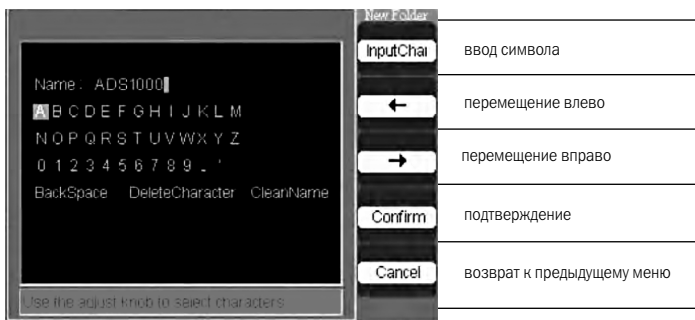 New Folder
InputChar
ввод символа
Name: ADS1000
←
перемещение влево
A B C D E F G H I J K L M
N O P Q R S T U V W X Y Z
→
перемещение вправо
0 1 2 3 4 5 6 7 8 9 _ '
BackSpace DeleteCharacter CleanName
Confirm
подтверждение
Cancel
возврат к предыдущему меню
Use the adjust knob to select characters